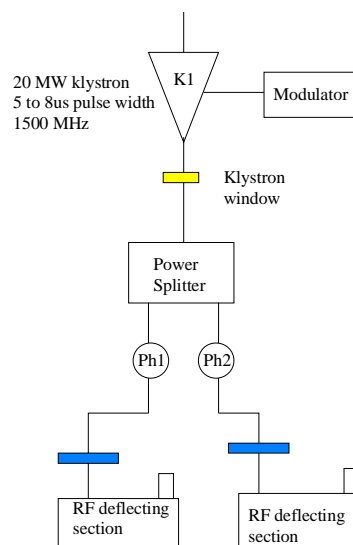 K1
20 MW klystron
5 to 8us pulse width
1500 MHz
Modulator
Klystron
window
Power
Splitter
Ph1
Ph2
RF deflecting
section
RF deflecting
section